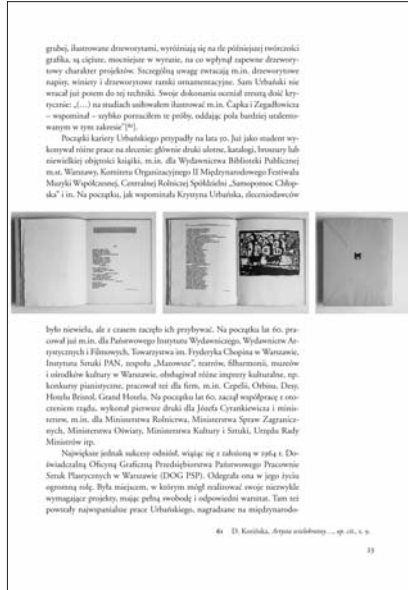 grubej, ilustrowane drzeworytami, wyróżniają się na tle późniejszej twórczości
grafika, są cięższe, mocniejsze w wyrazie, na co wpłynął zapewne drzewory-
towy charakter projektów. Szczególną uwagę zwracają m.in. drzeworytowe
napisy, winiety i drzeworytowe ramki ornamentacyjne. Sam Urbański nie
wracał już potem do tej techniki. Swoje dokonania oceniał zresztą dość kry-
tycznie: „(…) na studiach usiłowałem ilustrować m.in. Čapka i Zegadłowicza
– wspominał – szybko porzuciłem te próby, oddając pola bardziej utalento-
wanym w tym zakresie”[61].
Początki kariery Urbańskiego przypadły na lata 50. Już jako student wy-
konywał różne prace na zlecenie: głównie druki ulotne, katalogi, broszury lub
niewielkiej objętości książki, m.in. dla Wydawnictwa Biblioteki Publicznej
m.st. Warszawy, Komitetu Organizacyjnego II Międzynarodowego Festiwalu
Muzyki Współczesnej, Centralnej Rolniczej Spółdzielni „Samopomoc Chłop-
ska” i in. Na początku, jak wspominała Krystyna Urbańska, zleceniodawców
było niewielu, ale z czasem zaczęło ich przybywać. Na początku lat 60. pra-
cował już m.in. dla Państwowego Instytutu Wydawniczego, Wydawnictw Ar-
tystycznych i Filmowych, Towarzystwa im. Fryderyka Chopina w Warszawie,
Instytutu Sztuki PAN, zespołu „Mazowsze”, teatrów, filharmonii, muzeów
i ośrodków kultury w Warszawie, obsługiwał różne imprezy kulturalne, np.
konkursy pianistyczne, pracował też dla firm, m.in. Cepelii, Orbisu, Desy,
Hotelu Bristol, Grand Hotelu. Na początku lat 60. zaczął współpracę z oto-
czeniem rządu, wykonał pierwsze druki dla Józefa Cyrankiewicza i minis-
terstw, m.in. dla Ministerstwa Rolnictwa, Ministerstwa Spraw Zagranicz-
nych, Ministerstwa Oświaty, Ministerstwa Kultury i Sztuki, Urzędu Rady
Ministrów itp.
Największe jednak sukcesy odniósł, wiążąc się z założoną w 1964 r. Do-
świadczalną Oficyną Graficzną Przedsiębiorstwa Państwowego Pracownie
Sztuk Plastycznych w Warszawie (DOG PSP). Odegrała ona w jego życiu
ogromną rolę. Była miejscem, w którym mógł realizować swoje niezwykle
wymagające projekty, mając pełną swobodę i odpowiedni warsztat. Tam też
powstały najwspanialsze prace Urbańskiego, nagradzane na międzynarodo-
61 D. Kozińska, Artysta wielokrotny…, op. cit., s. 9.
23